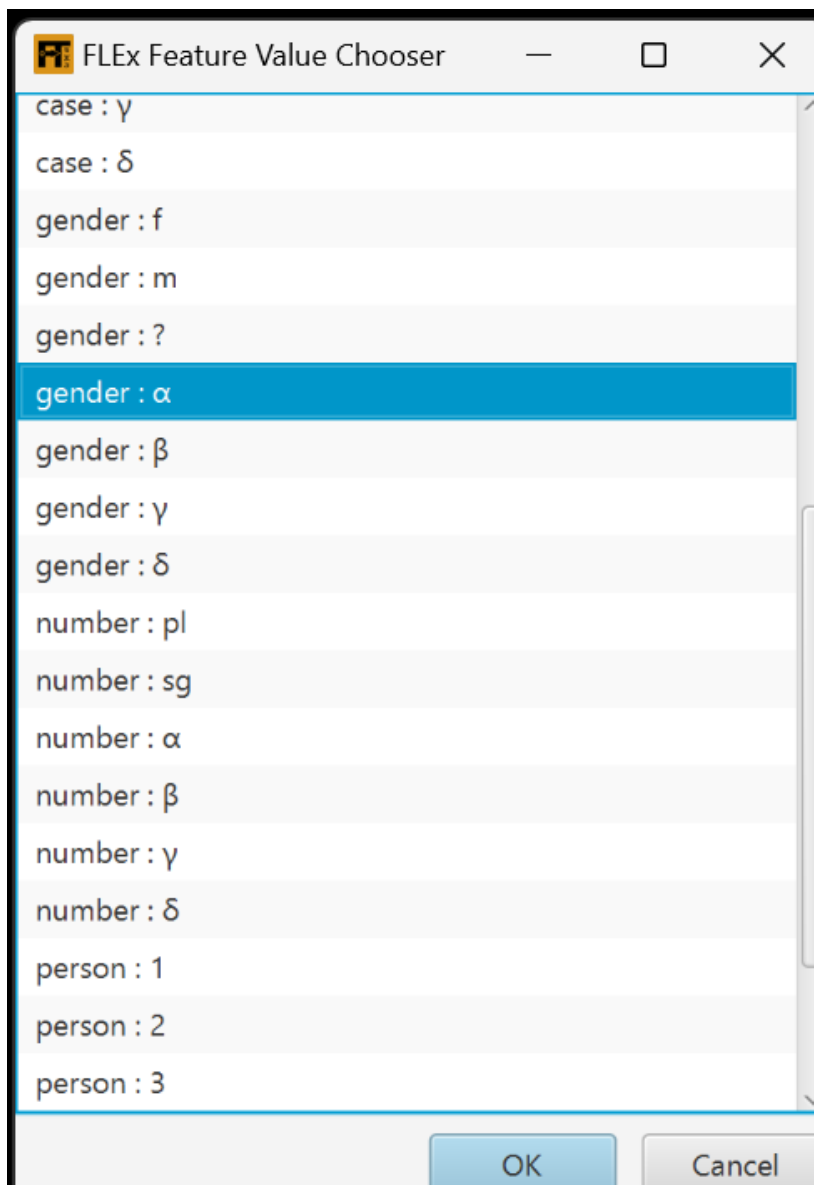 FLEx Feature Value Chooser
case : γ
case : δ
gender : f
gender : m
gender : ?
gender : α
gender : β
gender : γ
gender : δ
number : pl
number : sg
number : α
number : β
number : γ
number : δ
person : 1
person : 2
person : 3
OK Cancel